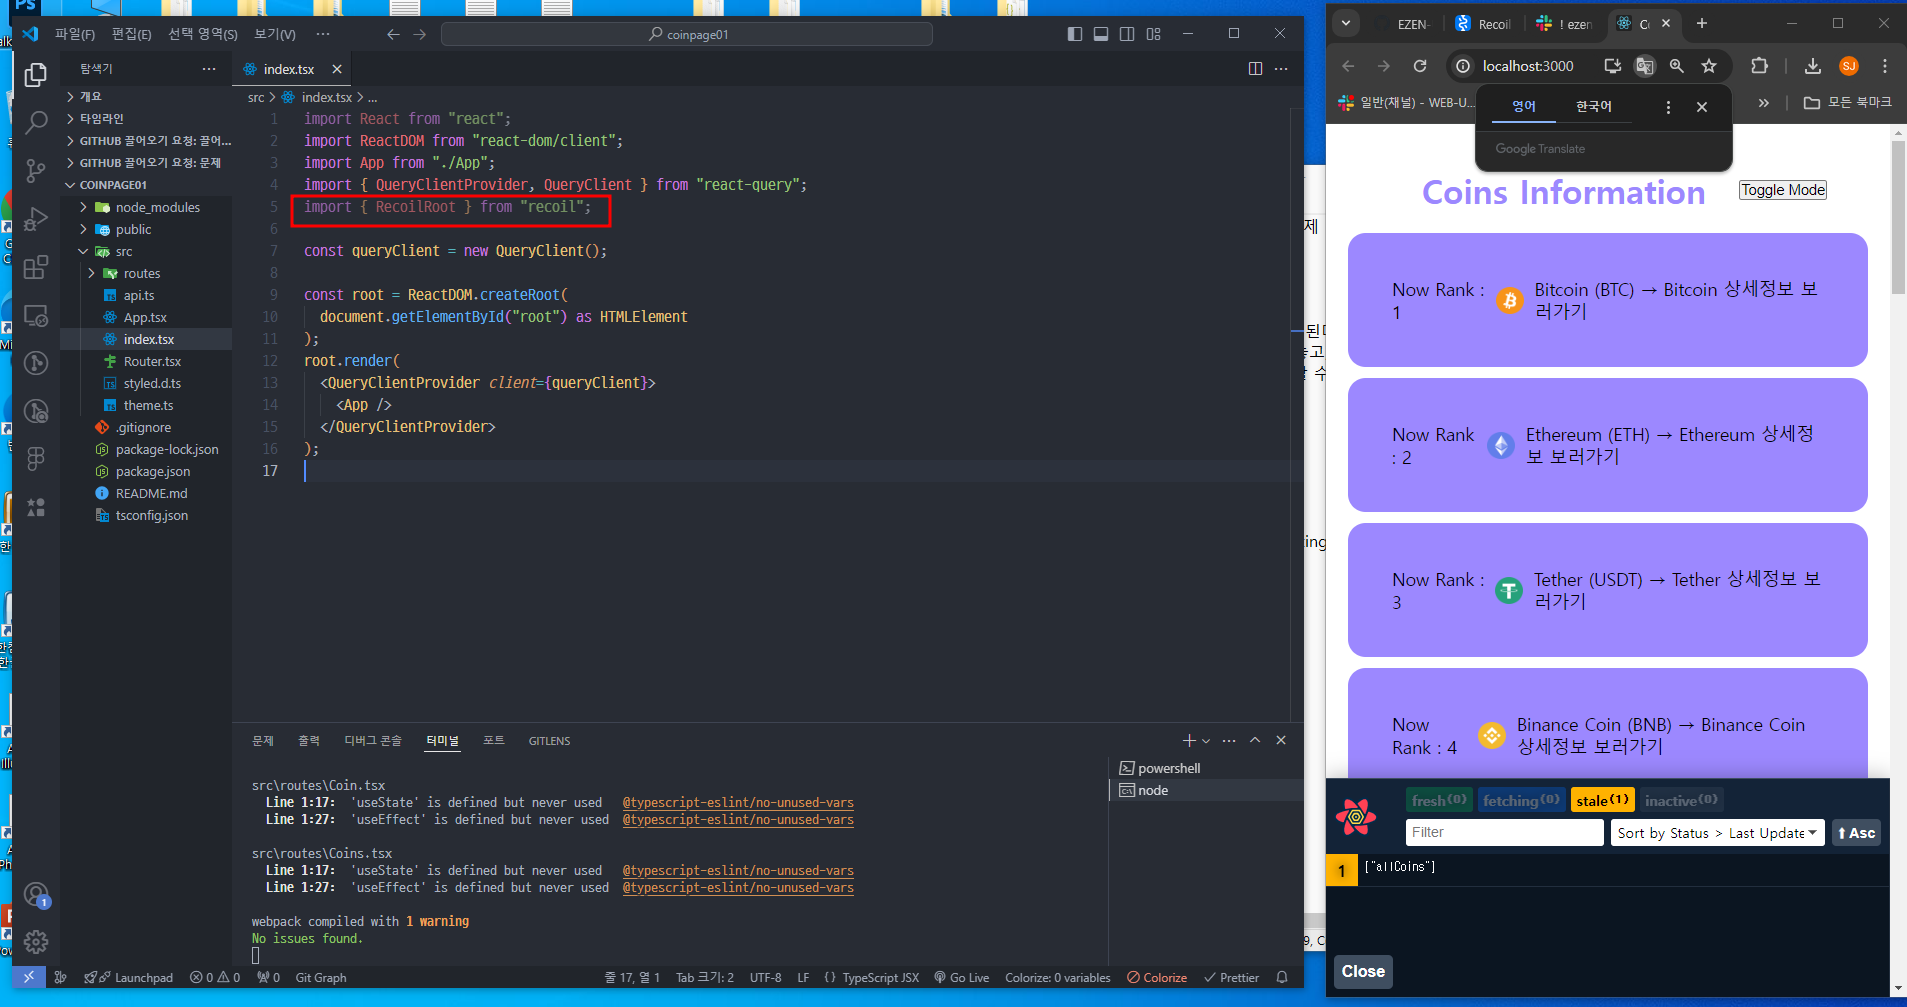 파일(F) 편집(E) 선택 영역(S) 보기(V) ··· coinpage01
탐색기 ···
개요
타임라인
GITHUB 끌어오기 요청: 끌어...
GITHUB 끌어오기 요청: 문제
COINPAGE01
node_modules
public
src
routes
api.ts
App.tsx
index.tsx
Router.tsx
styled.d.ts
theme.ts
.gitignore
package-lock.json
package.json
README.md
tsconfig.json
index.tsx
src > index.tsx > ...
1 import React from "react";
2 import ReactDOM from "react-dom/client";
3 import App from "./App";
4 import { QueryClientProvider, QueryClient } from "react-query";
5 import { RecoilRoot } from "recoil";
6
7 const queryClient = new QueryClient();
8
9 const root = ReactDOM.createRoot(
10 document.getElementById("root") as HTMLElement
11 );
12 root.render(
13 <QueryClientProvider client={queryClient}>
14 <App />
15 </QueryClientProvider>
16 );
17
문제 출력 디버그 콘솔 터미널 포트 GITLENS
src\routes\Coin.tsx
Line 1:17: 'useState' is defined but never used @typescript-eslint/no-unused-vars
Line 1:27: 'useEffect' is defined but never used @typescript-eslint/no-unused-vars
src\routes\Coins.tsx
Line 1:17: 'useState' is defined but never used @typescript-eslint/no-unused-vars
Line 1:27: 'useEffect' is defined but never used @typescript-eslint/no-unused-vars
webpack compiled with 1 warning
No issues found.
powershell
node
1
Launchpad 0 0 0 Git Graph 줄 17, 열 1 Tab 크기: 2 UTF-8 LF {} TypeScript JSX Go Live Colorize: 0 variables Colorize Prettier
EZEN- Recoil ! ezen
localhost:3000
SJ
일반(채널) - WEB-U... » 모든 북마크
영어 한국어
Google Translate
Coins Information
Toggle Mode
Now Rank :
1
Bitcoin (BTC) → Bitcoin 상세정보 보
러가기
Now Rank
: 2
Ethereum (ETH) → Ethereum 상세정
보 보러가기
Now Rank :
3
Tether (USDT) → Tether 상세정보 보
러가기
Now
Rank : 4
Binance Coin (BNB) → Binance Coin
상세정보 보러가기
fresh (0) fetching (0) stale (1) inactive (0)
Filter
Sort by Status > Last Update
⬆ Asc
1 ["allCoins"]
Close